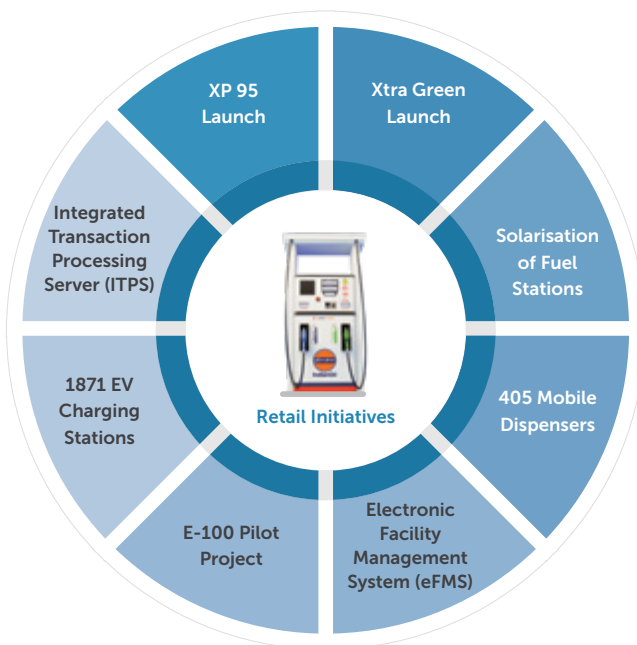 XP 95
Launch
Xtra Green
Launch
Solarisation
of Fuel
Stations
405 Mobile
Dispensers
Electronic
Facility
Management
System (eFMS)
E-100 Pilot
Project
1871 EV
Charging
Stations
Integrated
Transaction
Processing
Server (ITPS)
Retail Initiatives